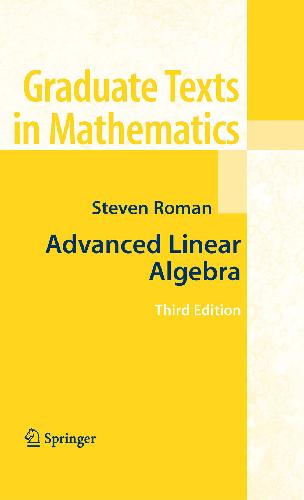 Graduate Texts
in Mathematics
Steven Roman
Advanced Linear
Algebra
Third Edition
Springer